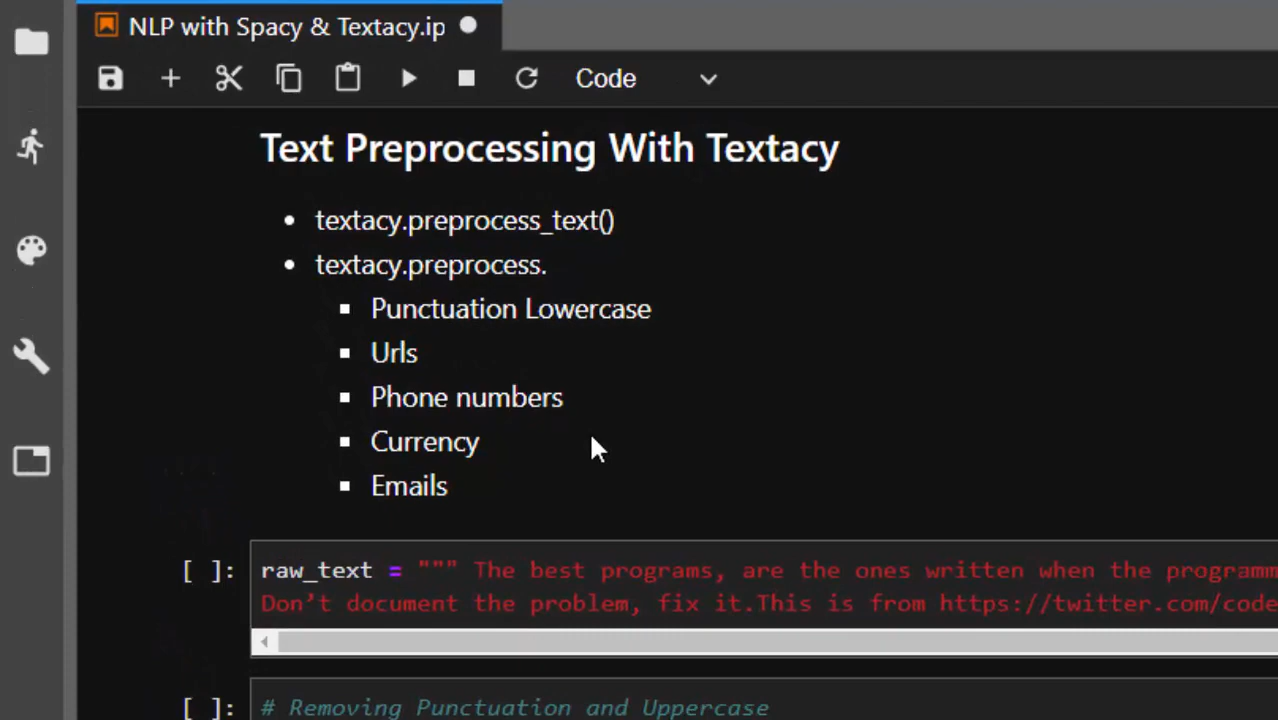 NLP with Spacy & Textacy.ip
Code
Text Preprocessing With Textacy
• textacy.preprocess_text()
• textacy.preprocess.
▪ Punctuation Lowercase
▪ Urls
▪ Phone numbers
▪ Currency
▪ Emails
[ ]: raw_text = """ The best programs, are the ones written when the programm
Don’t document the problem, fix it.This is from https://twitter.com/code
[ ]: # Removing Punctuation and Uppercase